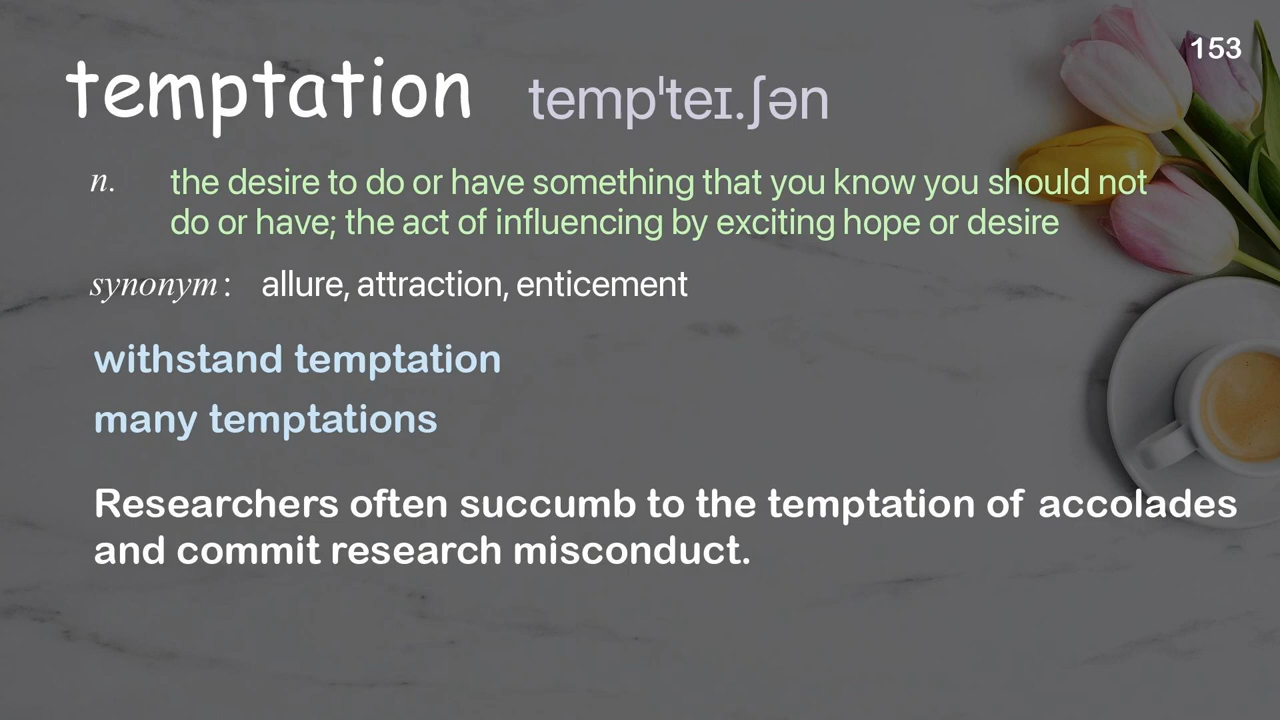 153
temptation tempˈteɪ.ʃən
n. the desire to do or have something that you know you should not
do or have; the act of influencing by exciting hope or desire
synonym : allure, attraction, enticement
withstand temptation
many temptations
Researchers often succumb to the temptation of accolades
and commit research misconduct.